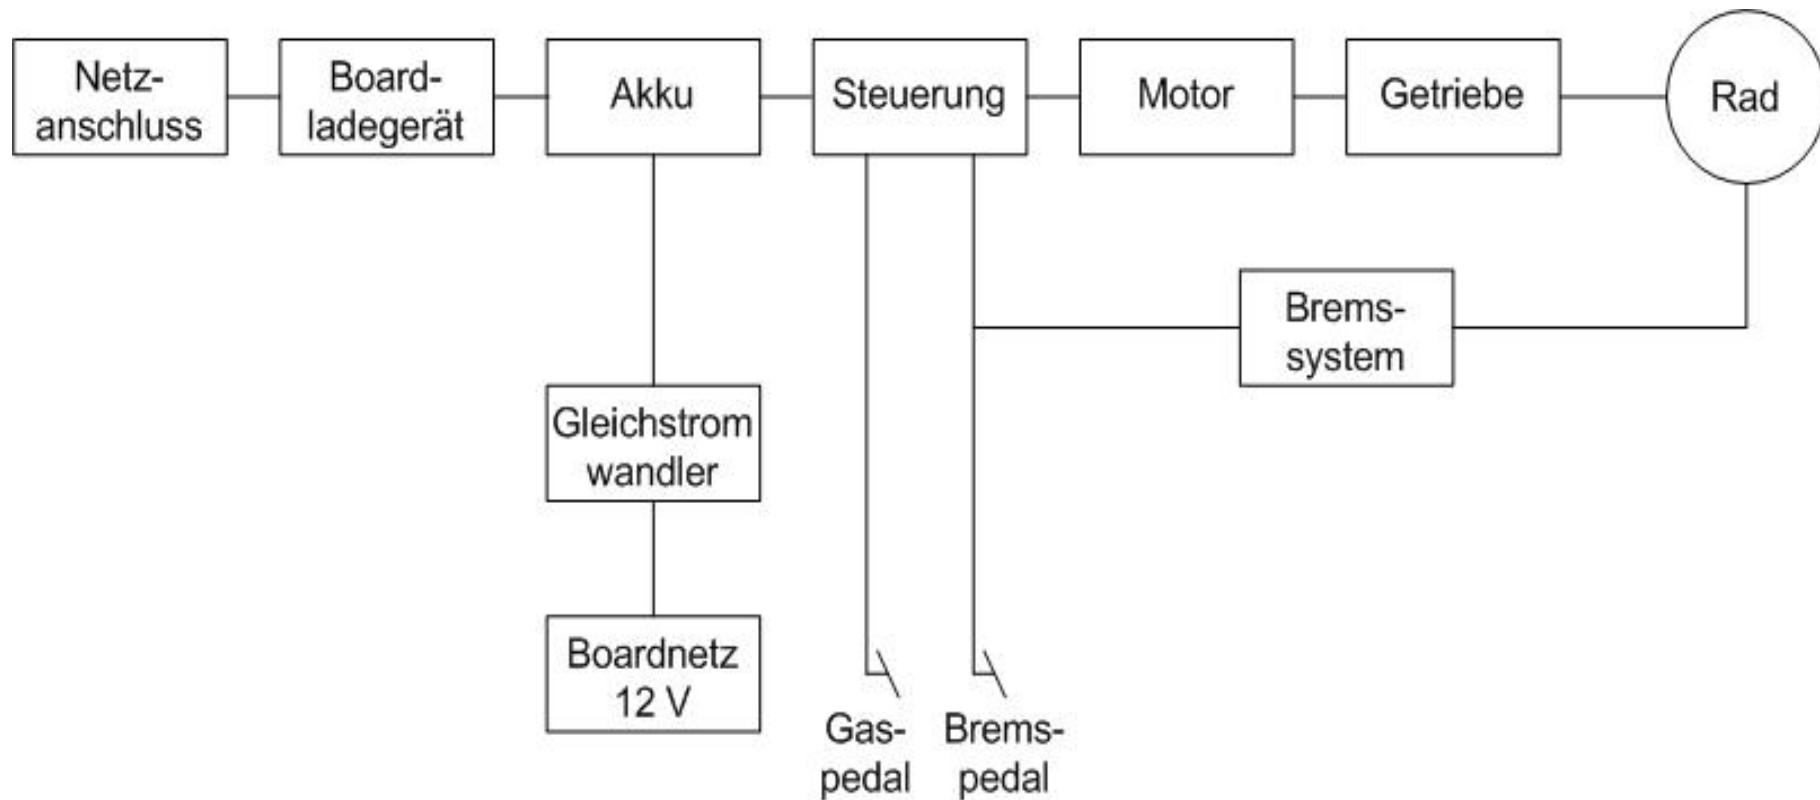 Netz-
anschluss
Board-
ladegerät
Akku
Steuerung
Motor
Getriebe
Rad
Brems-
system
Gleichstrom
wandler
Boardnetz
12 V
Gas-
pedal
Brems-
pedal